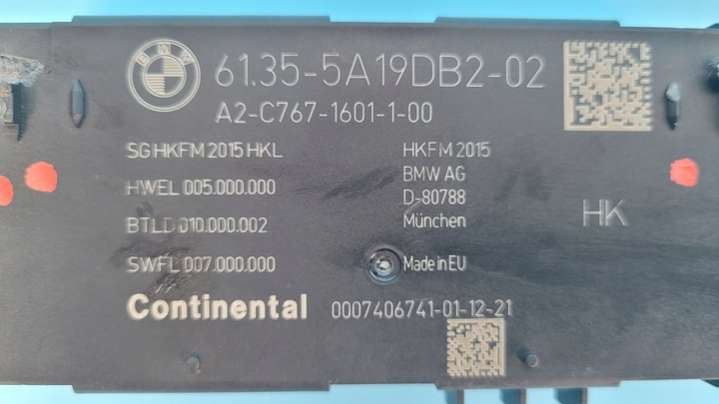 BMW
61.35-5A19DB2-02
A2-C767-1601-1-00
SG HKFM 2015 HKL
HWEL 005.000.000
BTLD 010.000.002
SWFL 007.000.000
HKFM 2015
BMW AG
D-80788
München
Made in EU
HK
Continental
0007406741-01-12-21